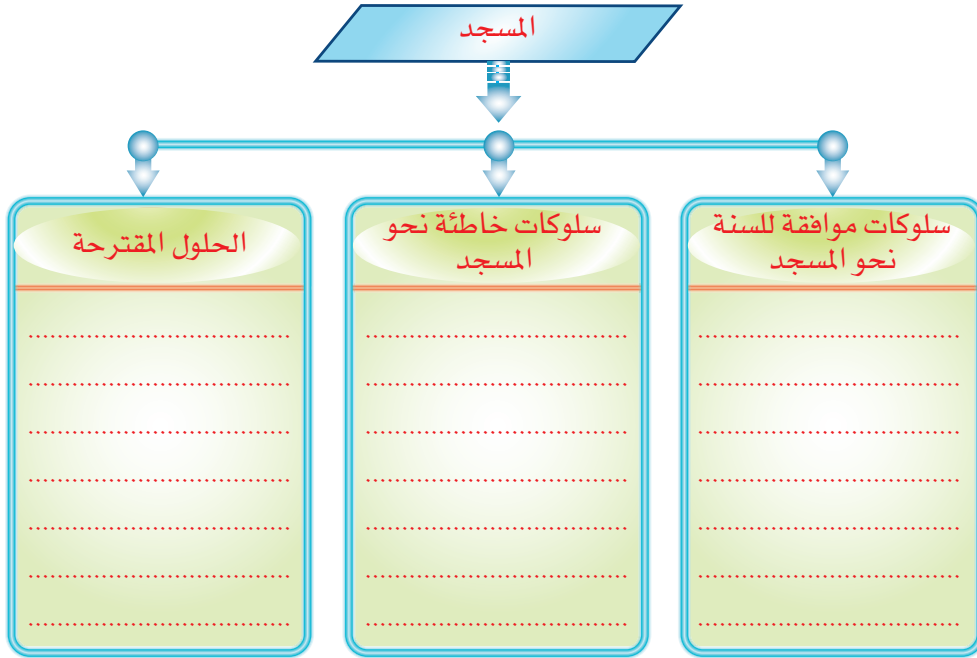 المسجد
سلوكات موافقة للسنة
نحو المسجد
سلوكات خاطئة نحو
المسجد
الحلول المقترحة